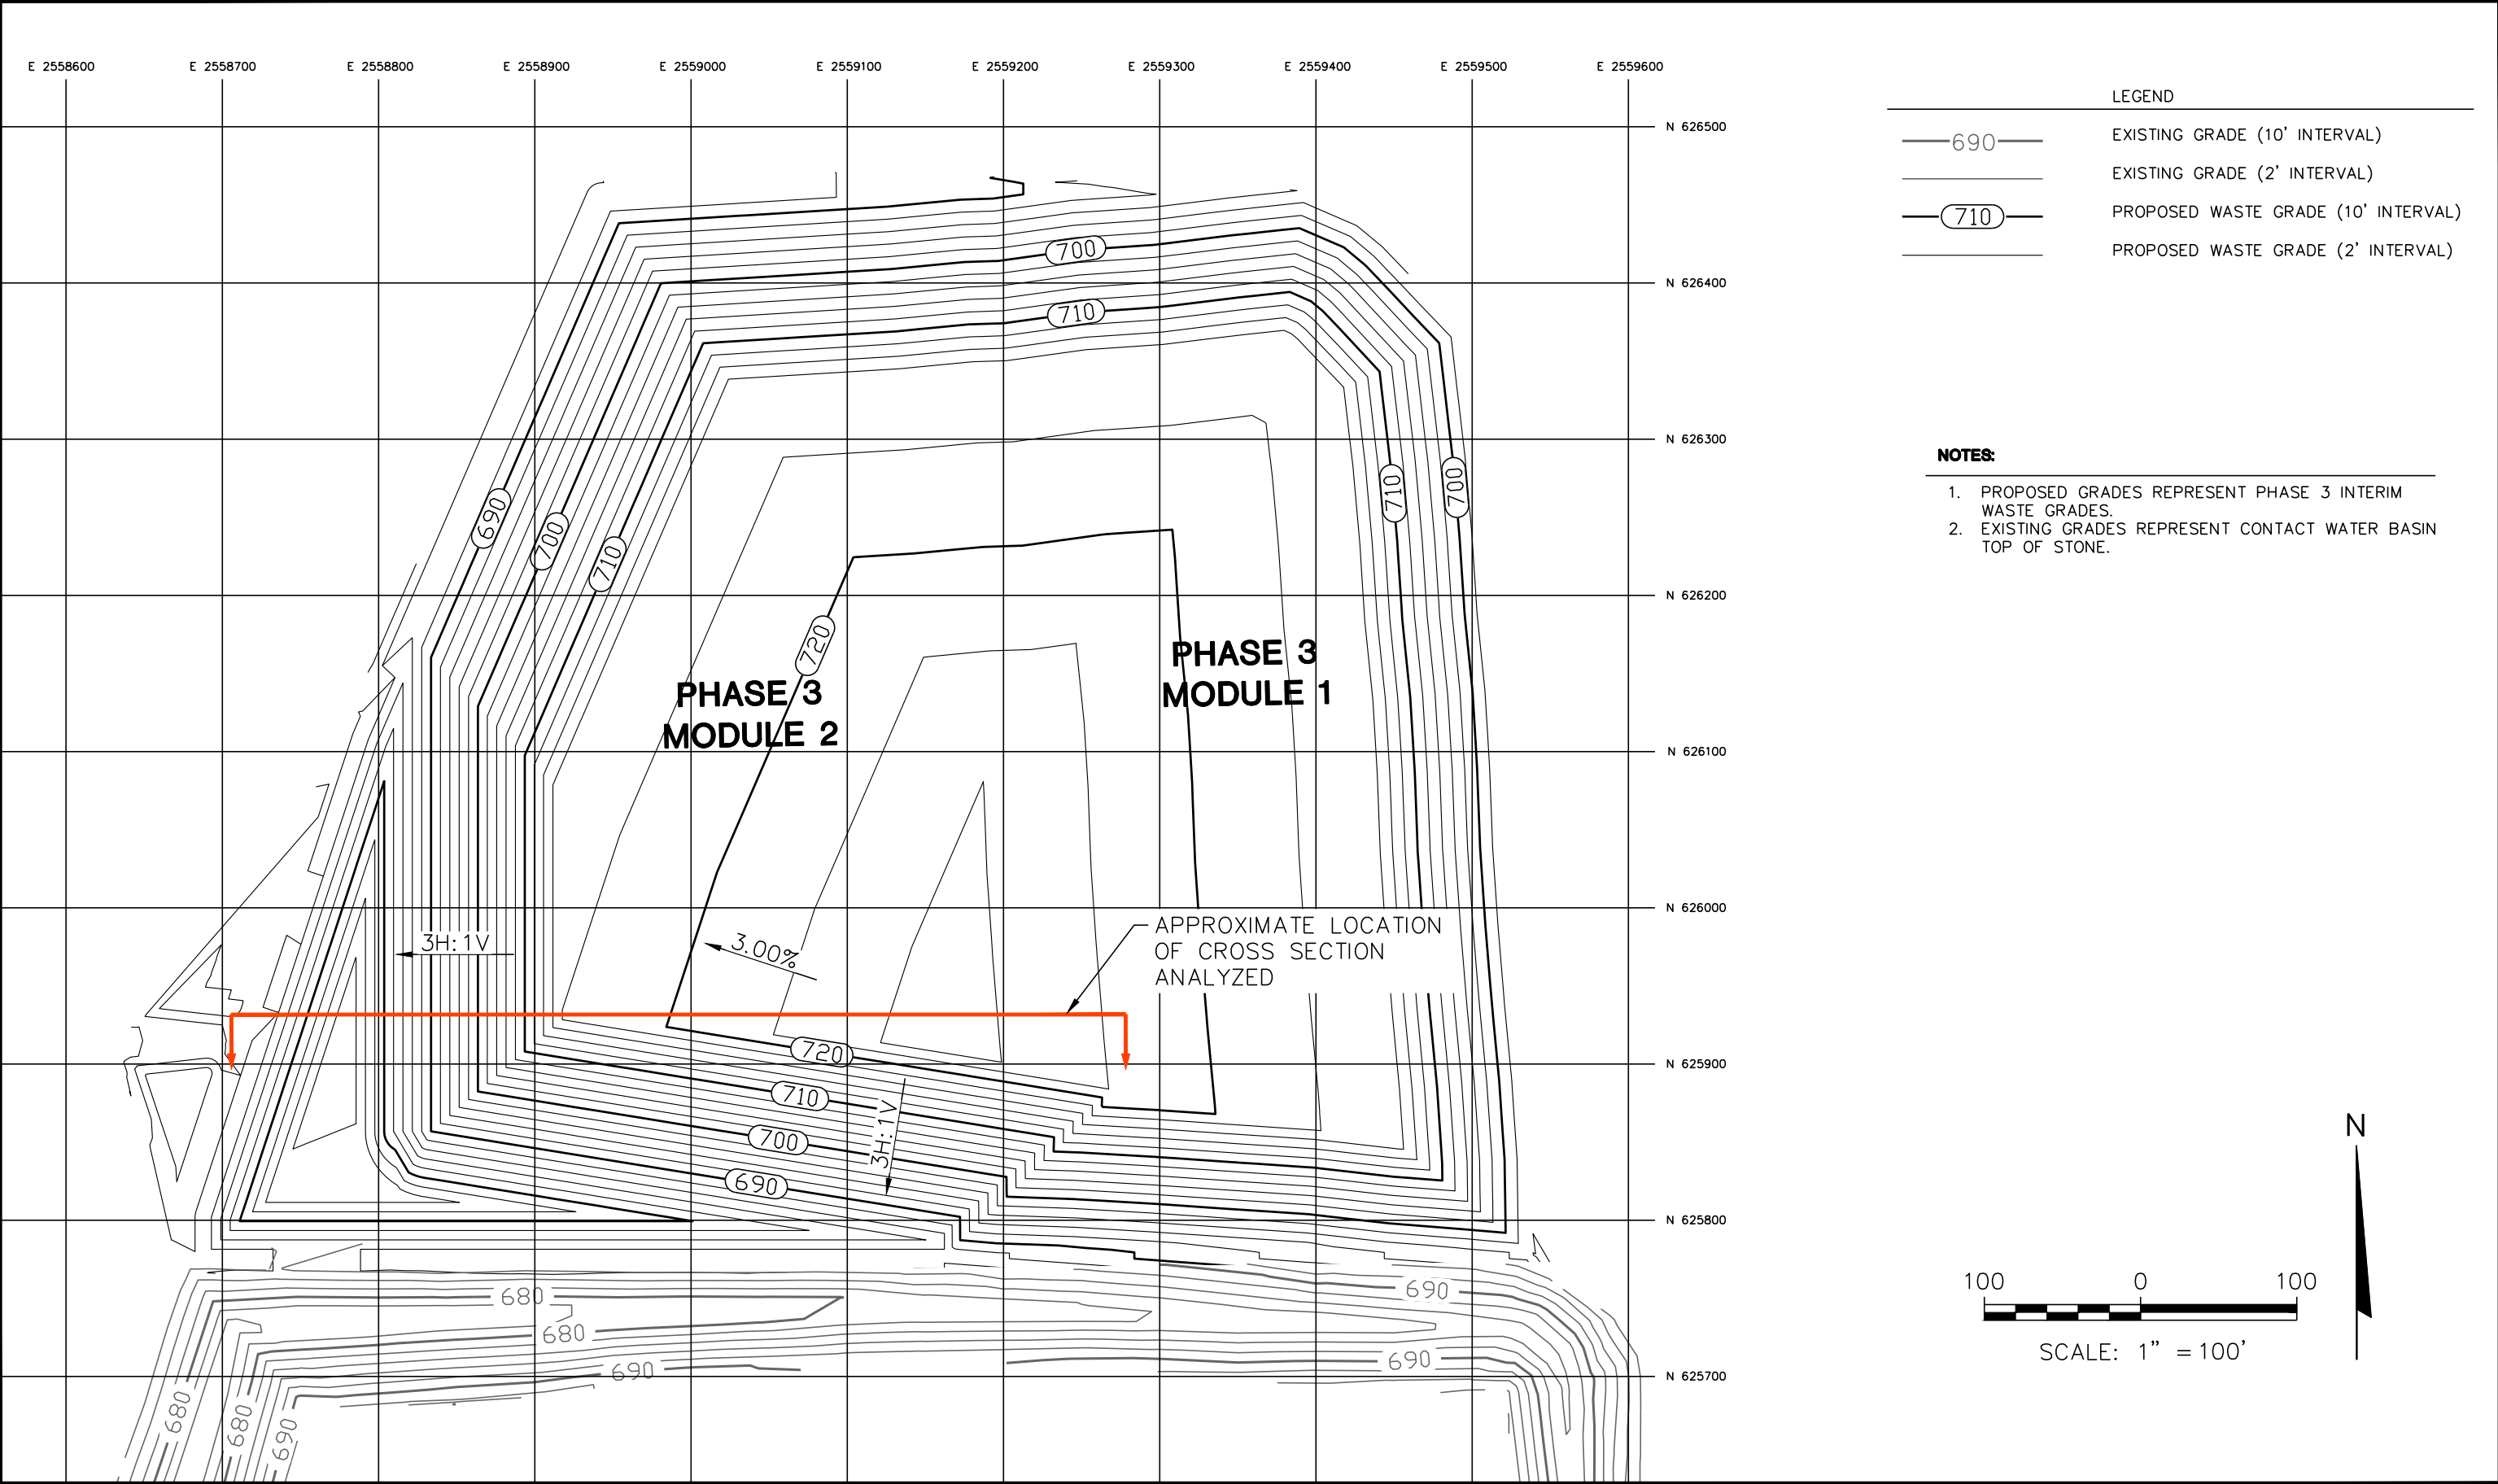 E 2558600 E 2558700 E 2558800 E 2558900 E 2559000 E 2559100 E 2559200 E 2559300 E 2559400 E 2559500 E 2559600
N 626500
N 626400
N 626300
N 626200
N 626100
N 626000
N 625900
N 625800
N 625700
700
710
690
700
710
720
710
700
PHASE 3
MODULE 2
PHASE 3
MODULE 1
3H:1V
3.00%
APPROXIMATE LOCATION
OF CROSS SECTION
ANALYZED
720
710
700
690
3H:1V
680
680
690
690
690
680
680
690
LEGEND
690 EXISTING GRADE (10' INTERVAL)
EXISTING GRADE (2' INTERVAL)
710 PROPOSED WASTE GRADE (10' INTERVAL)
PROPOSED WASTE GRADE (2' INTERVAL)
NOTES:
1. PROPOSED GRADES REPRESENT PHASE 3 INTERIM
WASTE GRADES.
2. EXISTING GRADES REPRESENT CONTACT WATER BASIN
TOP OF STONE.
N
100 0 100
SCALE: 1" = 100'